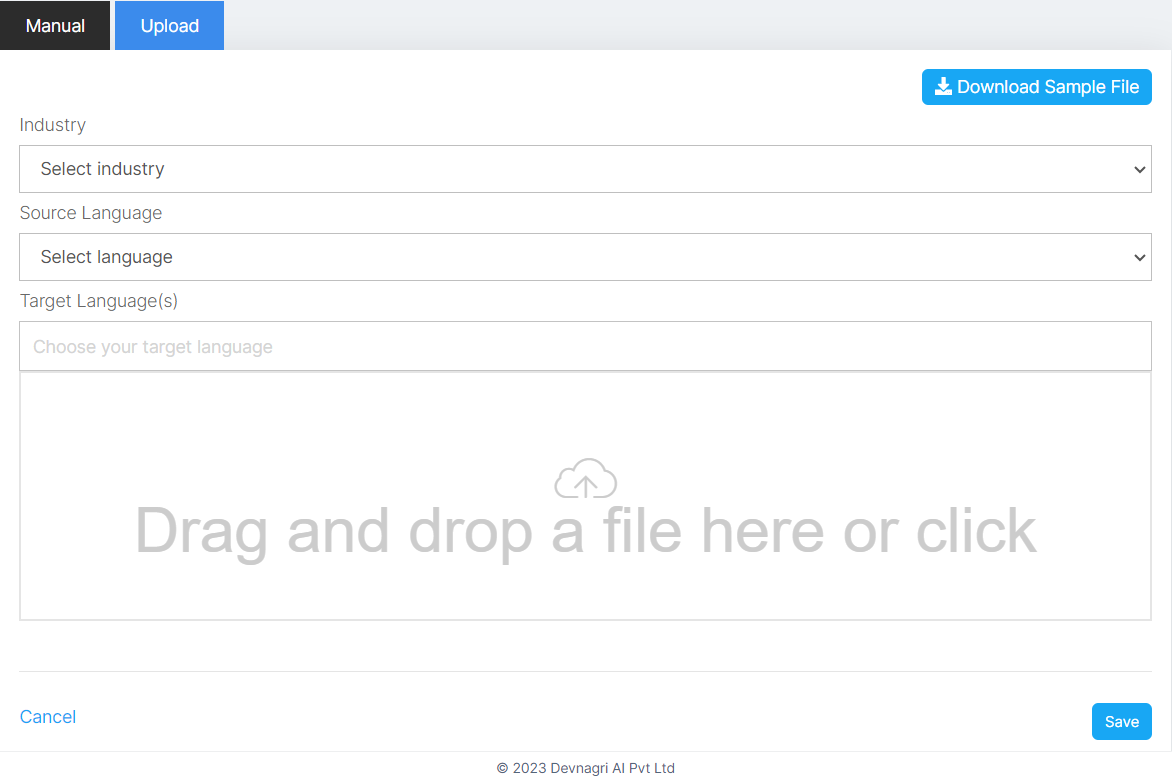 Manual Upload
Download Sample File
Industry
Select industry
Source Language
Select language
Target Language(s)
Choose your target language
Drag and drop a file here or click
Cancel
Save
© 2023 Devnagri AI Pvt Ltd